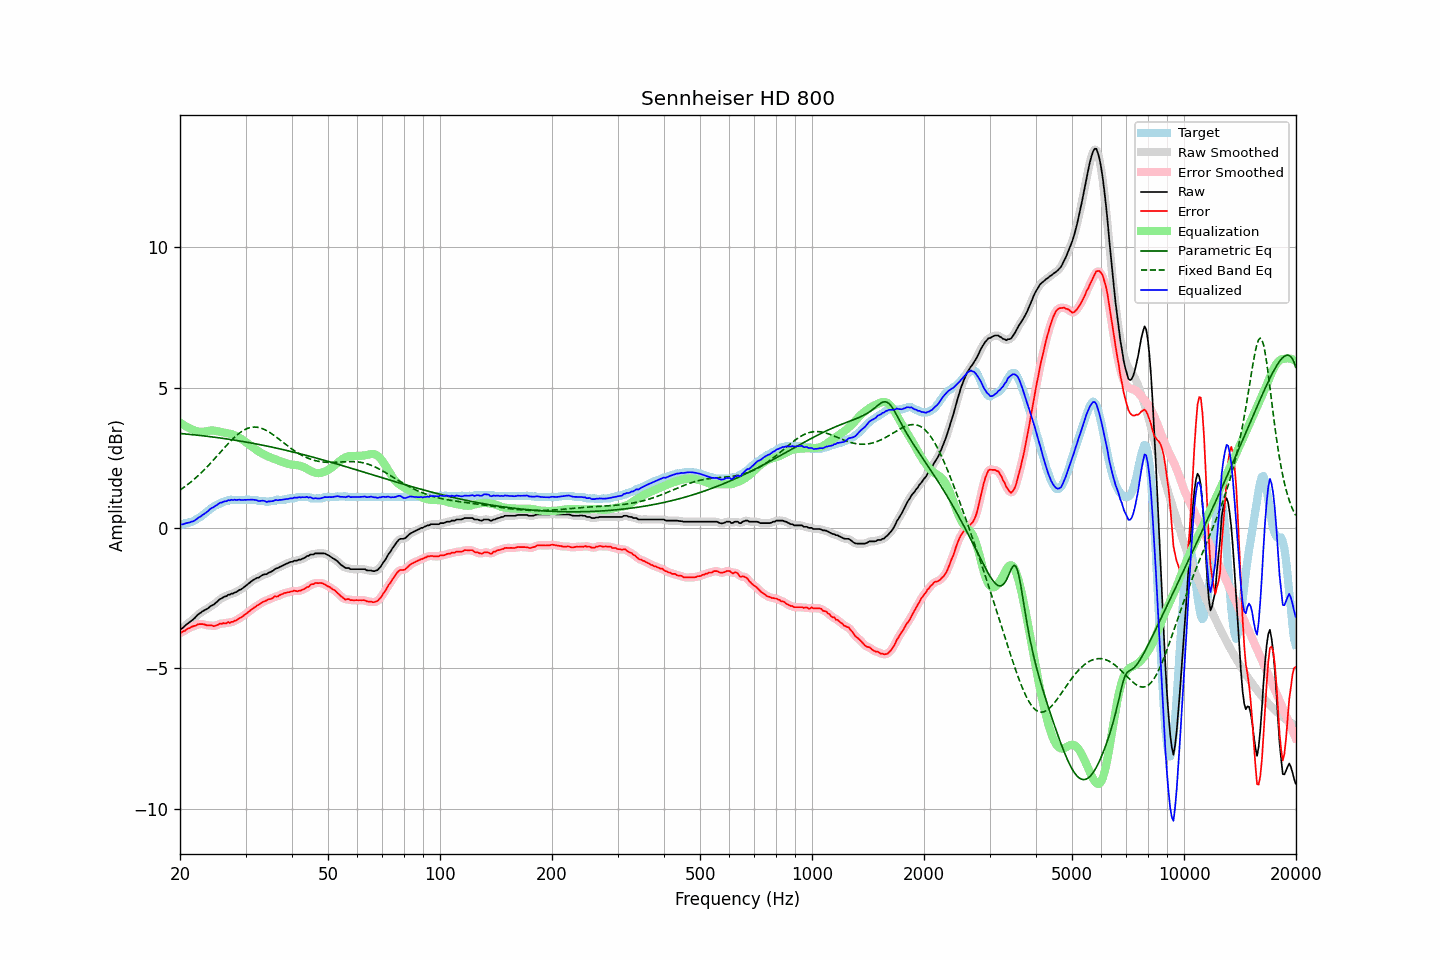 Sennheiser HD 800
Target
Raw Smoothed
Error Smoothed
Raw
Error
Equalization
Parametric Eq
Fixed Band Eq
Equalized
Amplitude (dBr)
10
5
0
−5
−10
20
50
100
200
500
1000
2000
5000
10000
20000
Frequency (Hz)